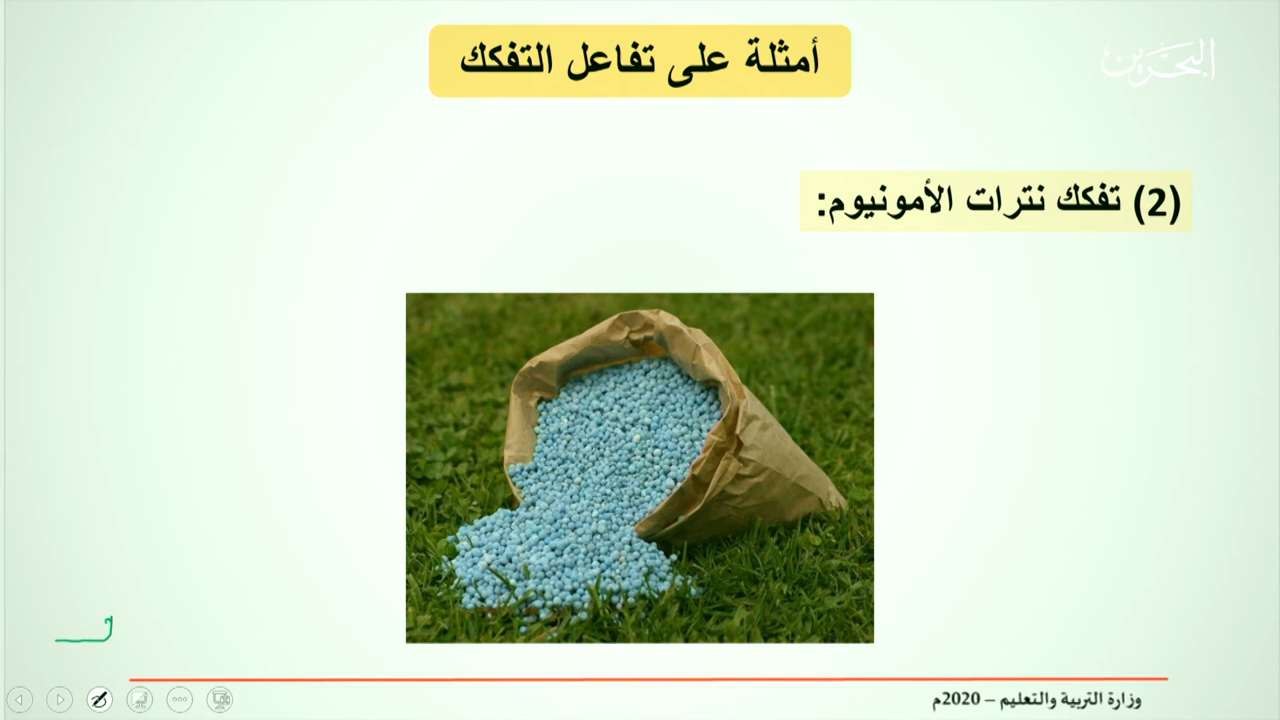 أمثلة على تفاعل التفكك
البحرين
(2) تفكك نترات الأمونيوم:
وزارة التربية والتعليم – 2020م